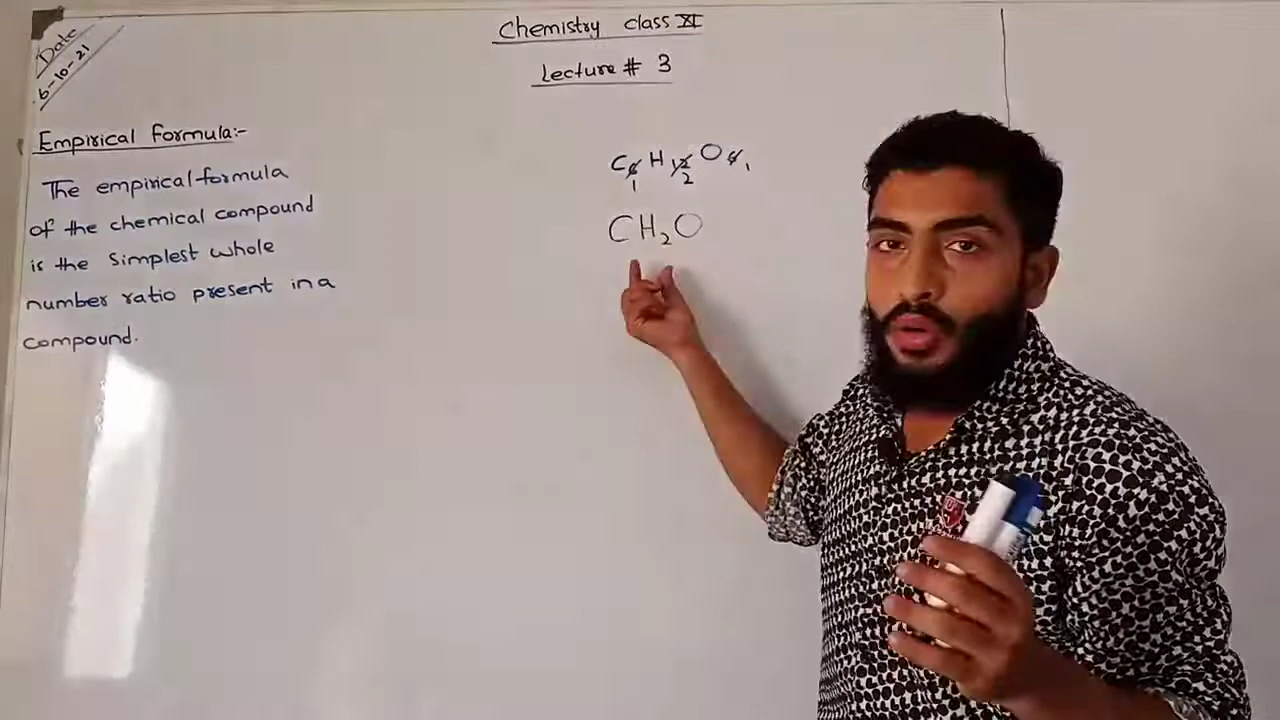 Date
6-10-21
Chemistry class XI
Lecture # 3
Empirical formula:-
The empirical formula
of the chemical compound
is the simplest whole
number ratio present in a
compound.
C6 H12 O6
1 2 1
CH2O